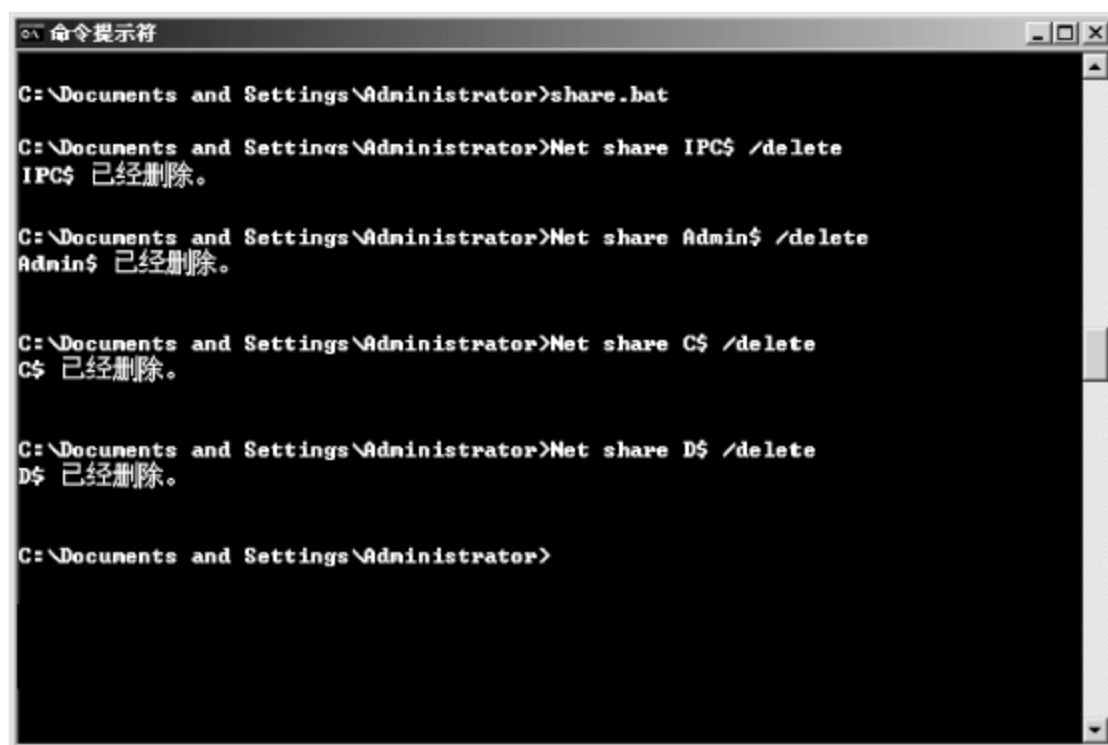 命令提示符
C:\Documents and Settings\Administrator>share.bat
C:\Documents and Settings\Administrator>Net share IPC$ /delete
IPC$ 已经删除。
C:\Documents and Settings\Administrator>Net share Admin$ /delete
Admin$ 已经删除。
C:\Documents and Settings\Administrator>Net share C$ /delete
C$ 已经删除。
C:\Documents and Settings\Administrator>Net share D$ /delete
D$ 已经删除。
C:\Documents and Settings\Administrator>